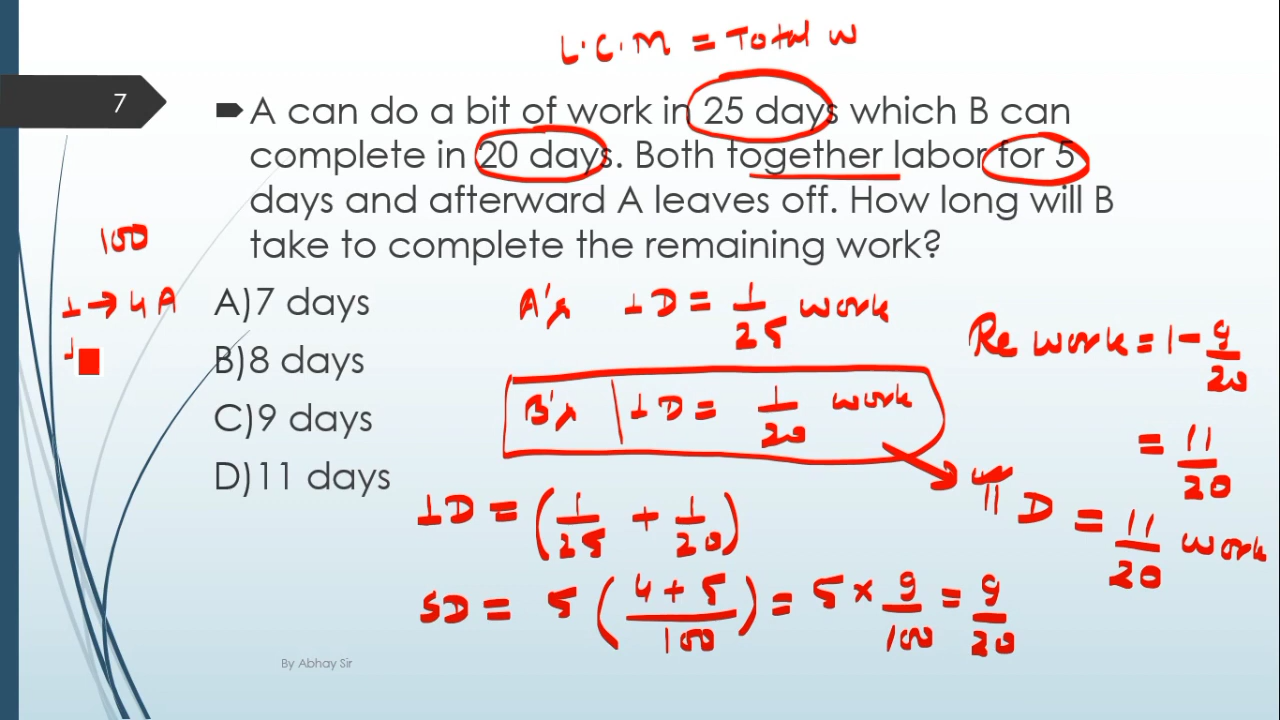 L.C.M = Total W
7
A can do a bit of work in 25 days which B can
complete in 20 days. Both together labor for 5
days and afterward A leaves off. How long will B
take to complete the remaining work?
100
1 → 4 A
1
A)7 days
B)8 days
C)9 days
D)11 days
A's 1D = 1/25 work
B's 1D = 1/20 work
1D = (1/25 + 1/20)
5D = 5 (4+5/100) = 5 × 9/100 = 9/20
Re work = 1 - 9/20
= 11/20
11 D = 11/20 work
By Abhay Sir